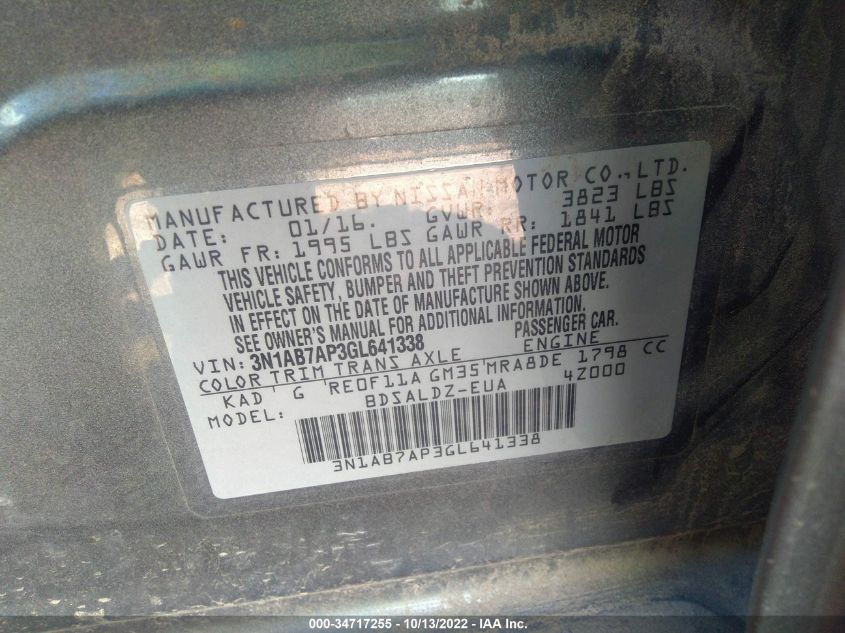 MANUFACTURED BY NISSAN MOTOR CO., LTD.
DATE: 01/16. GVWR: 3823 LBS
GAWR FR: 1995 LBS GAWR RR: 1841 LBS
THIS VEHICLE CONFORMS TO ALL APPLICABLE FEDERAL MOTOR
VEHICLE SAFETY, BUMPER AND THEFT PREVENTION STANDARDS
IN EFFECT ON THE DATE OF MANUFACTURE SHOWN ABOVE.
SEE OWNER'S MANUAL FOR ADDITIONAL INFORMATION.
VIN: 3N1AB7AP3GL641338 PASSENGER CAR.
COLOR TRIM TRANS AXLE ENGINE
KAD G RE0F11A GM35 MRA8DE 1798 CC
MODEL: BDSALDZ-EUA 4Z000
3N1AB7AP3GL641338
000-34717255 - 10/13/2022 - IAA Inc.